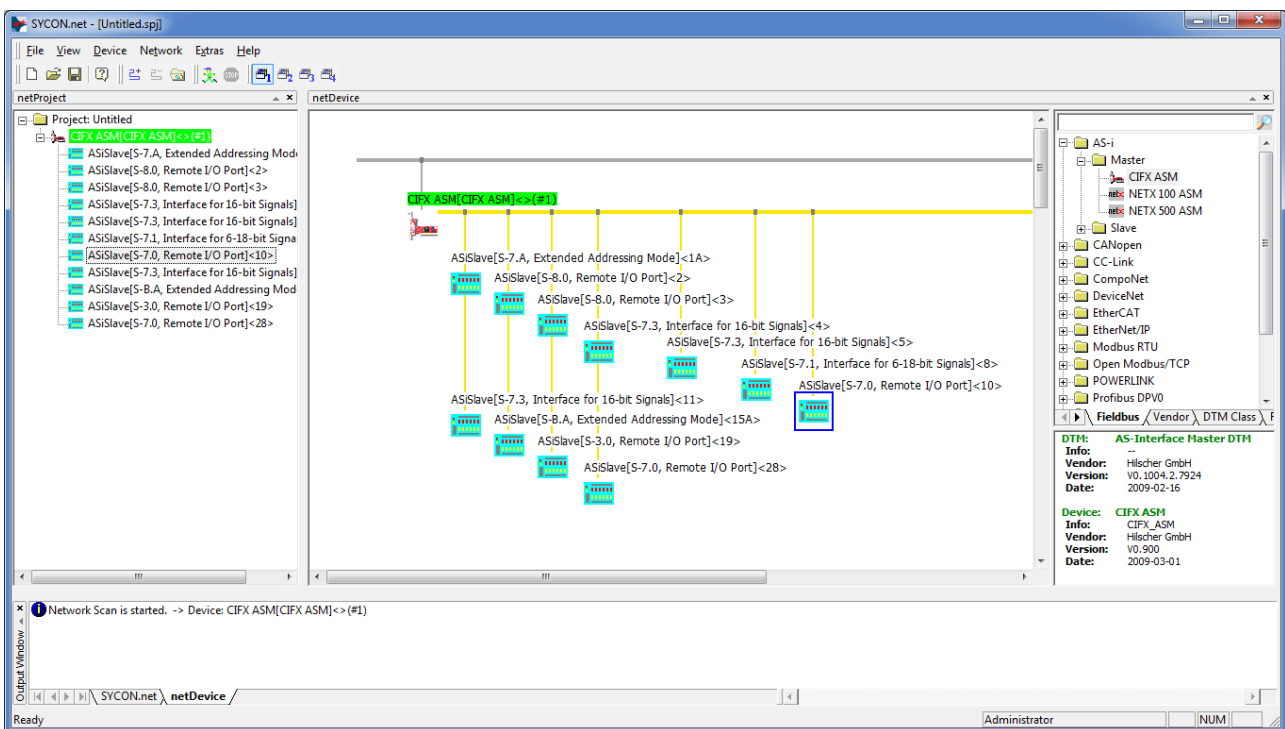 SYCON.net - [Untitled.spj]
File View Device Network Extras Help
netProject
netDevice
Project: Untitled
CIFX ASM[CIFX ASM]<>(#1)
ASiSlave[S-7.A, Extended Addressing Mod
ASiSlave[S-8.0, Remote I/O Port]<2>
ASiSlave[S-8.0, Remote I/O Port]<3>
ASiSlave[S-7.3, Interface for 16-bit Signals]
ASiSlave[S-7.3, Interface for 16-bit Signals]
ASiSlave[S-7.1, Interface for 6-18-bit Signa
ASiSlave[S-7.0, Remote I/O Port]<10>
ASiSlave[S-7.3, Interface for 16-bit Signals]
ASiSlave[S-B.A, Extended Addressing Mod
ASiSlave[S-3.0, Remote I/O Port]<19>
ASiSlave[S-7.0, Remote I/O Port]<28>
CIFX ASM[CIFX ASM]<>(#1)
ASiSlave[S-7.A, Extended Addressing Mode]<1A>
ASiSlave[S-8.0, Remote I/O Port]<2>
ASiSlave[S-8.0, Remote I/O Port]<3>
ASiSlave[S-7.3, Interface for 16-bit Signals]<4>
ASiSlave[S-7.3, Interface for 16-bit Signals]<5>
ASiSlave[S-7.1, Interface for 6-18-bit Signals]<8>
ASiSlave[S-7.0, Remote I/O Port]<10>
ASiSlave[S-7.3, Interface for 16-bit Signals]<11>
ASiSlave[S-B.A, Extended Addressing Mode]<15A>
ASiSlave[S-3.0, Remote I/O Port]<19>
ASiSlave[S-7.0, Remote I/O Port]<28>
AS-i
Master
CIFX ASM
NETX 100 ASM
NETX 500 ASM
Slave
CANopen
CC-Link
CompoNet
DeviceNet
EtherCAT
EtherNet/IP
Modbus RTU
Open Modbus/TCP
POWERLINK
Profibus DPV0
Fieldbus Vendor DTM Class
DTM: AS-Interface Master DTM
Info: --
Vendor: Hilscher GmbH
Version: V0.1004.2.7924
Date: 2009-02-16
Device: CIFX ASM
Info: CIFX_ASM
Vendor: Hilscher GmbH
Version: V0.900
Date: 2009-03-01
Network Scan is started. -> Device: CIFX ASM[CIFX ASM]<>(#1)
Output Window
SYCON.net netDevice
Ready
Administrator
NUM